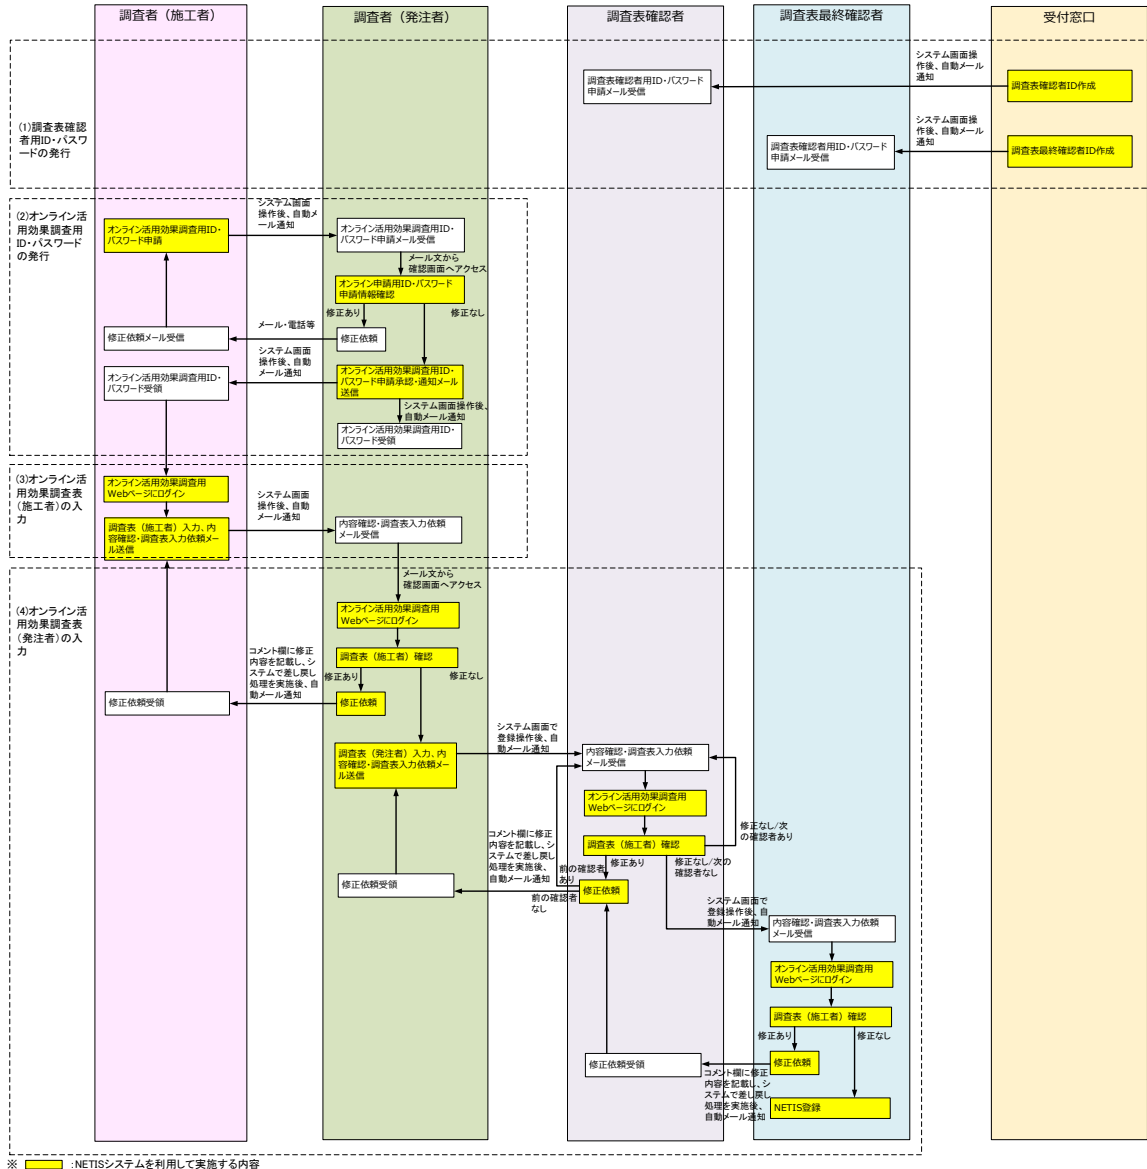 調査者（施工者）
調査者（発注者）
調査表確認者
調査表最終確認者
受付窓口
(1)調査表確認
者用ID・パスワ
ードの発行
調査表確認者用ID・パスワード
申請メール受信
システム画面操
作後、自動メール
通知
調査表確認者ID作成
調査表確認者用ID・パスワード
申請メール受信
システム画面操
作後、自動メール
通知
調査表最終確認者ID作成
(2)オンライン活
用効果調査用
ID・パスワード
の発行
オンライン活用効果調査用ID・
パスワード申請
システム画面
操作後、自動メ
ール通知
オンライン活用効果調査用ID・
パスワード申請メール受信
メール文から
確認画面へアクセス
オンライン申請用ID・パスワード
申請情報確認
修正あり
修正なし
修正依頼メール受信
メール・電話等
修正依頼
オンライン活用効果調査用ID・
パスワード受領
システム画面
操作後、自動
メール通知
オンライン活用効果調査用ID・
パスワード申請承認・通知メール
送信
システム画面操作後、
自動メール通知
オンライン活用効果調査用ID・
パスワード受領
(3)オンライン活
用効果調査表
(施工者)の入
力
オンライン活用効果調査用
Webページにログイン
調査表（施工者）入力、内
容確認・調査表入力依頼メ
ール送信
システム画面
操作後、自動
メール通知
内容確認・調査表入力依頼
メール受信
メール文から
確認画面へアクセス
(4)オンライン活
用効果調査表
(発注者)の入
力
オンライン活用効果調査用
Webページにログイン
調査表（施工者）確認
修正あり
修正なし
修正依頼受領
コメント欄に修正
内容を記載し、シ
ステムで差し戻し
処理を実施後、自
動メール通知
修正依頼
調査表（発注者）入力、内
容確認・調査表入力依頼メー
ル送信
システム画面で
登録操作後、自
動メール通知
内容確認・調査表入力依頼
メール受信
オンライン活用効果調査用
Webページにログイン
調査表（施工者）確認
修正なし/次
の確認者あり
修正あり
修正なし/次の
確認者なし
コメント欄に修正
内容を記載し、シ
ステムで差し戻し
処理を実施後、
自動メール通知
前の確認者
あり
前の確認者
なし
修正依頼
修正依頼受領
システム画面で
登録操作後、自
動メール通知
内容確認・調査表入力依頼
メール受信
オンライン活用効果調査用
Webページにログイン
調査表（施工者）確認
修正あり
修正なし
修正依頼受領
修正依頼
コメント欄に修正
内容を記載し、シ
ステムで差し戻し
処理を実施後、
自動メール通知
NETIS登録
※
:NETISシステムを利用して実施する内容